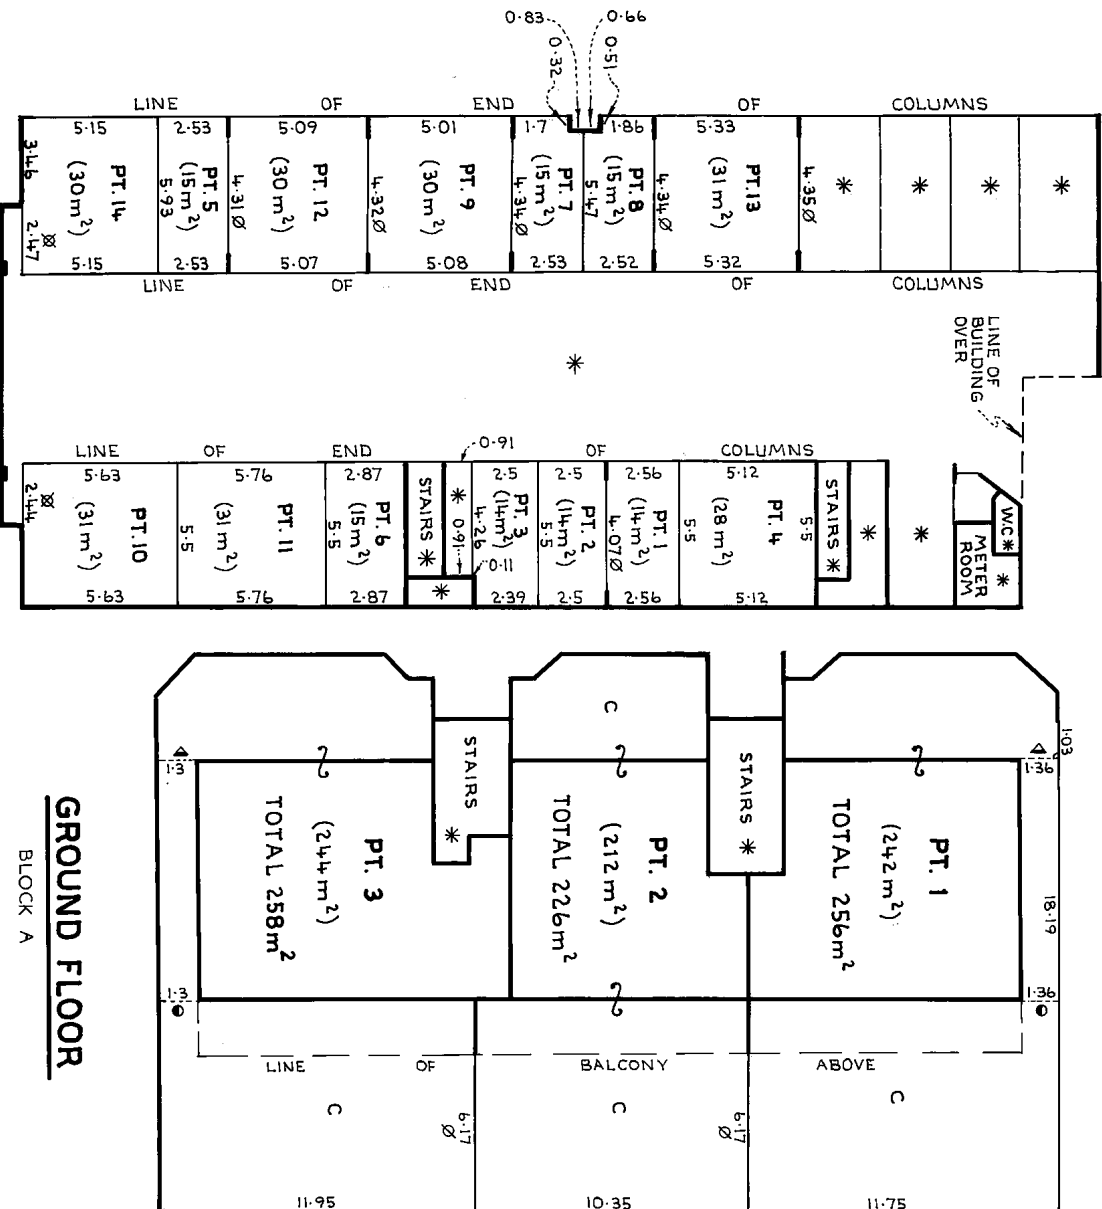 0·83
0·66
0·32
0·51
LINE OF END OF COLUMNS
5·15
2·53
5·09
5·01
1·7
1·86
5·33
3·46
PT. 14
(30m²)
2·47
PT. 5
(15m²)
5·93
4·31Ø
PT. 12
(30m²)
4·32Ø
PT. 9
(30m²)
4·34Ø
PT. 7
(15m²)
5·47
PT. 8
(15m²)
4·34Ø
PT. 13
(31m²)
4·35Ø
*
*
*
*
5·15
2·53
5·07
5·08
2·53
2·52
5·32
LINE OF END OF COLUMNS
*
LINE OF
BUILDING
OVER
0·91
LINE OF END OF COLUMNS
5·63
5·76
2·87
2·5
2·5
2·56
5·12
2·44
PT. 10
(31m²)
5·5
PT. 11
(31m²)
PT. 6
(15m²)
5·5
STAIRS *
*
0·91
0·11
*
PT. 3
(14m²)
4·26
PT. 2
(14m²)
5·5
PT. 1
(14m²)
4·07Ø
PT. 4
(28m²)
5·5
5·5
STAIRS *
*
*
W.C *
METER
ROOM
*
5·63
5·76
2·87
2·39
2·5
2·56
5·12
C
STAIRS *
STAIRS *
1·03
1·3
1·36
PT. 3
(244m²)
TOTAL 258m²
PT. 2
(212m²)
TOTAL 226m²
PT. 1
(242m²)
TOTAL 256m²
18·19
1·3
1·36
LINE OF BALCONY ABOVE
C
C
C
6·17
Ø
6·17
Ø
11·95
10·35
11·75
GROUND FLOOR
BLOCK A